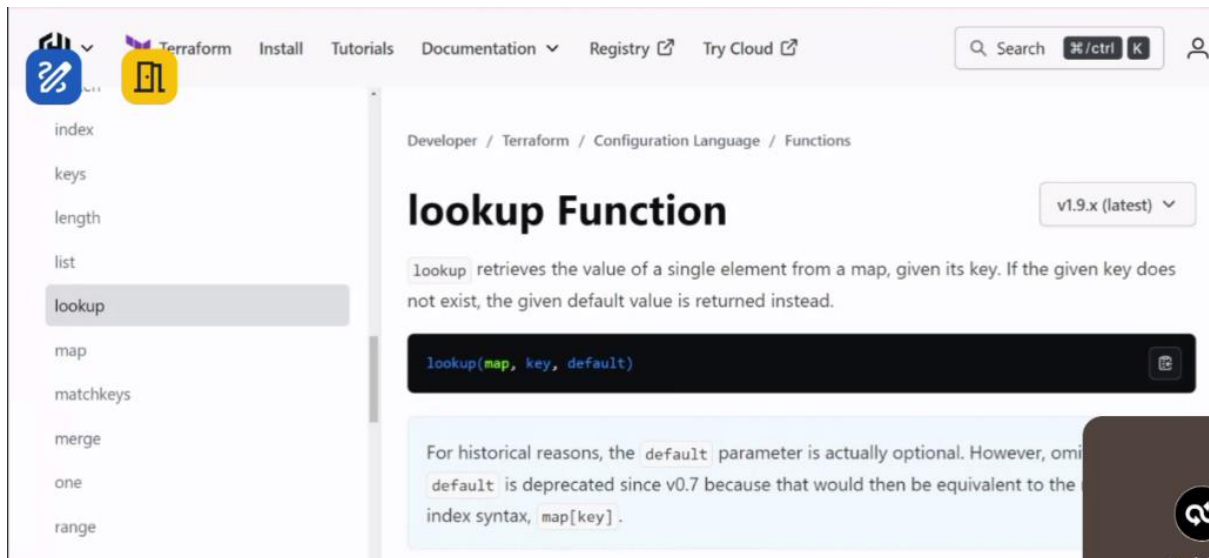 Terraform Install Tutorials Documentation Registry Try Cloud Search ⌘/ctrl K
index
keys
length
list
lookup
map
matchkeys
merge
one
range
Developer / Terraform / Configuration Language / Functions
lookup Function
v1.9.x (latest)
lookup retrieves the value of a single element from a map, given its key. If the given key does
not exist, the given default value is returned instead.
lookup(map, key, default)
For historical reasons, the default parameter is actually optional. However,
default is deprecated since v0.7 because that would then be equivalent to the
index syntax, map[key].